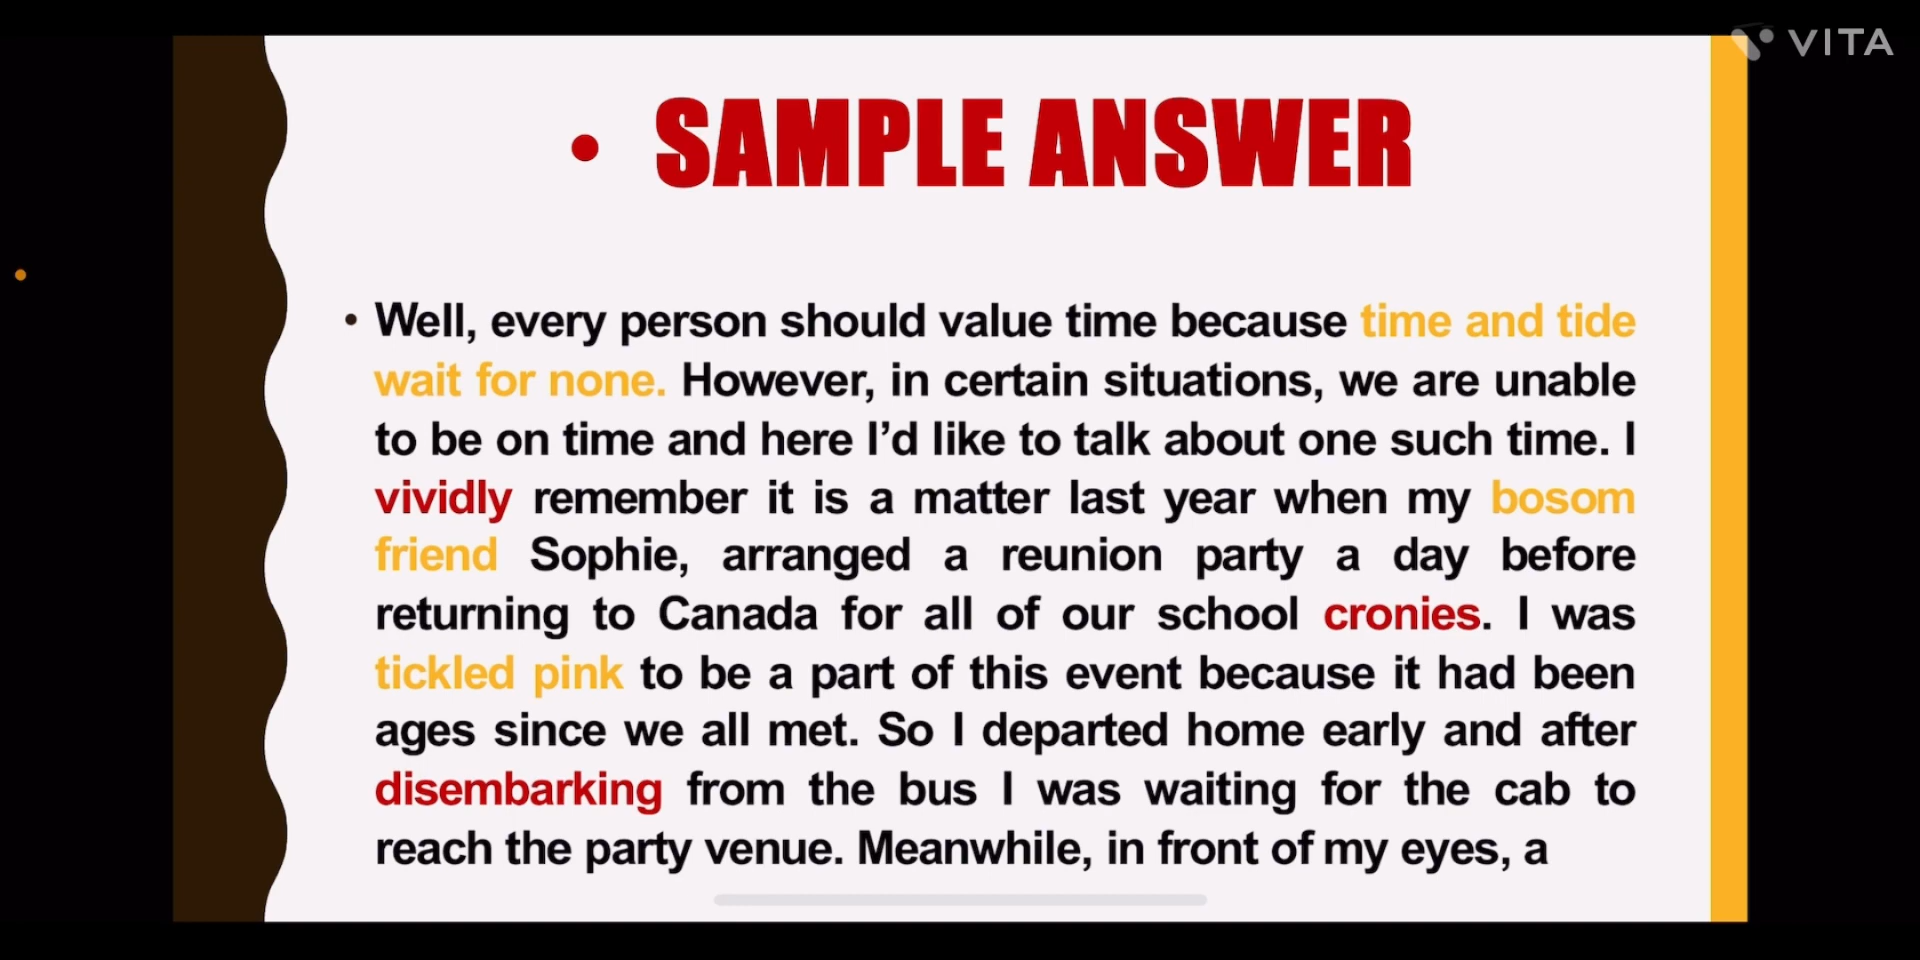 VITA
• SAMPLE ANSWER
• Well, every person should value time because time and tide
wait for none. However, in certain situations, we are unable
to be on time and here I’d like to talk about one such time. I
vividly remember it is a matter last year when my bosom
friend Sophie, arranged a reunion party a day before
returning to Canada for all of our school cronies. I was
tickled pink to be a part of this event because it had been
ages since we all met. So I departed home early and after
disembarking from the bus I was waiting for the cab to
reach the party venue. Meanwhile, in front of my eyes, a